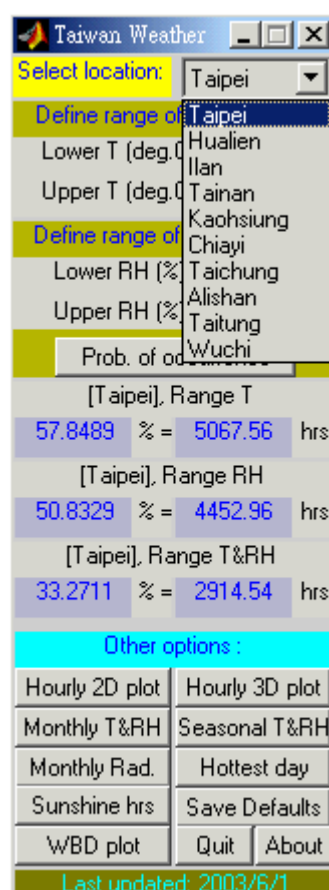 Taiwan Weather
Select location: Taipei
Define range of
Taipei
Hualien
Ilan
Tainan
Kaohsiung
Chiayi
Taichung
Alishan
Taitung
Wuchi
Lower T (deg.
Upper T (deg.
Define range of
Lower RH (%
Upper RH (%
Prob. of
[Taipei], Range T
57.8489 % = 5067.56 hrs
[Taipei], Range RH
50.8329 % = 4452.96 hrs
[Taipei], Range T&RH
33.2711 % = 2914.54 hrs
Other options :
Hourly 2D plot Hourly 3D plot
Monthly T&RH Seasonal T&RH
Monthly Rad. Hottest day
Sunshine hrs Save Defaults
WBD plot Quit About
Last updated: 2003/6/1